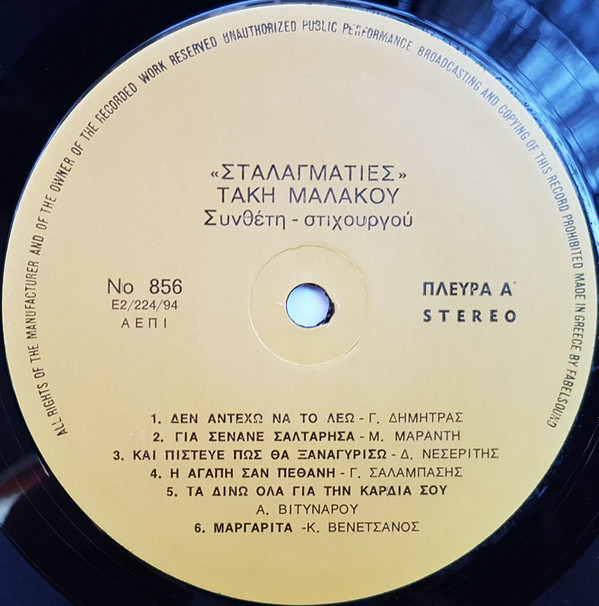 ALL RIGHTS OF THE MANUFACTURER AND OF THE OWNER OF THE RECORDED WORK RESERVED UNAUTHORIZED PUBLIC PERFORMANCE BROADCASTING AND COPYING OF THIS RECORD PROHIBITED MADE IN GREECE BY FABELSOUND
«ΣΤΑΛΑΓΜΑΤΙΕΣ»
ΤΑΚΗ ΜΑΛΑΚΟΥ
Συνθέτη - στιχουργού
No 856
E2/224/94
ΑΕΠΙ
ΠΛΕΥΡΑ Α΄
STEREO
1. ΔΕΝ ΑΝΤΕΧΩ ΝΑ ΤΟ ΛΕΩ - Γ. ΔΗΜΗΤΡΑΣ
2. ΓΙΑ ΣΕΝΑΝΕ ΣΑΛΤΑΡΗΣΑ - Μ. ΜΑΡΑΝΤΗ
3. ΚΑΙ ΠΙΣΤΕΥΕ ΠΩΣ ΘΑ ΞΑΝΑΓΥΡΙΣΩ - Δ. ΝΕΣΕΡΙΤΗΣ
4. Η ΑΓΑΠΗ ΣΑΝ ΠΕΘΑΝΗ - Γ. ΣΑΛΑΜΠΑΣΗΣ
5. ΤΑ ΔΙΝΩ ΟΛΑ ΓΙΑ ΤΗΝ ΚΑΡΔΙΑ ΣΟΥ
Α. ΒΙΤΥΝΑΡΟΥ
6. ΜΑΡΓΑΡΙΤΑ - Κ. ΒΕΝΕΤΣΑΝΟΣ